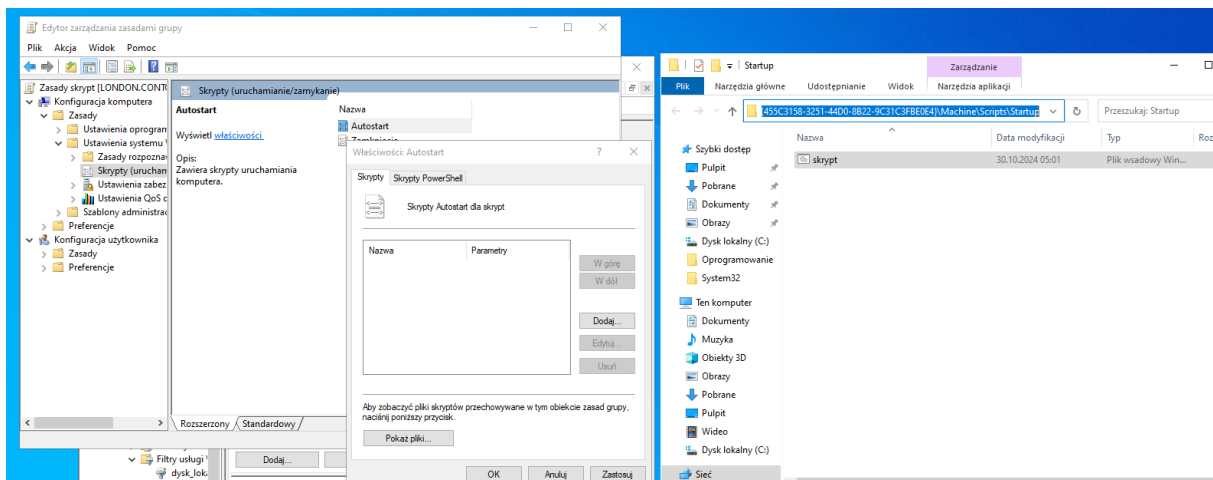 Edytor zarządzania zasadami grupy
Plik Akcja Widok Pomoc
Zasady skrypt [LONDON.CONT
Konfiguracja komputera
Zasady
Ustawienia oprogram
Ustawienia systemu
Zasady rozpoznaw
Skrypty (urucham
Ustawienia zabez
Ustawienia QoS c
Szablony administrac
Preferencje
Konfiguracja użytkownika
Zasady
Preferencje
Skrypty (uruchamianie/zamykanie)
Autostart
Wyświetl właściwości
Opis:
Zawiera skrypty uruchamiania
komputera.
Nazwa
Autostart
Zamknięcie
Rozszerzony Standardowy
Filtry usługi
dysk_lok
Dodaj...
Właściwości: Autostart
Skrypty Skrypty PowerShell
Skrypty Autostart dla skrypt
Nazwa Parametry
W górę
W dół
Dodaj...
Edytuj...
Usuń
Aby zobaczyć pliki skryptów przechowywane w tym obiekcie zasad grupy,
naciśnij poniższy przycisk.
Pokaż pliki...
OK Anuluj Zastosuj
Startup
Zarządzanie
Plik Narzędzia główne Udostępnianie Widok Narzędzia aplikacji
{455C3158-3251-44D0-8B22-9C31C3FBE0E4}\Machine\Scripts\Startup
Przeszukaj: Startup
Nazwa Data modyfikacji Typ Roz
skrypt 30.10.2024 05:01 Plik wsadowy Win...
Szybki dostęp
Pulpit
Pobrane
Dokumenty
Obrazy
Dysk lokalny (C:)
Oprogramowanie
System32
Ten komputer
Dokumenty
Muzyka
Obiekty 3D
Obrazy
Pobrane
Pulpit
Wideo
Dysk lokalny (C:)
Sieć